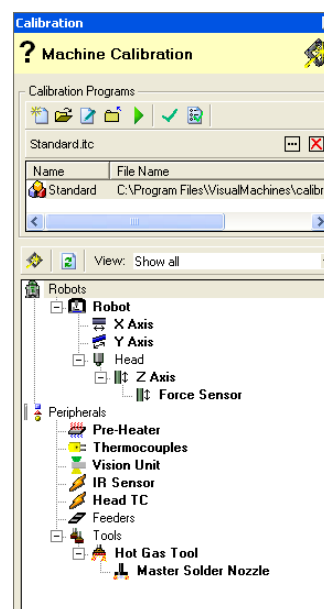 Calibration
? Machine Calibration
Calibration Programs
Standard.itc
Name File Name
Standard C:\Program Files\VisualMachines\calibr
View: Show all
Robots
Robot
X Axis
Y Axis
Head
Z Axis
Force Sensor
Peripherals
Pre-Heater
Thermocouples
Vision Unit
IR Sensor
Head TC
Feeders
Tools
Hot Gas Tool
Master Solder Nozzle